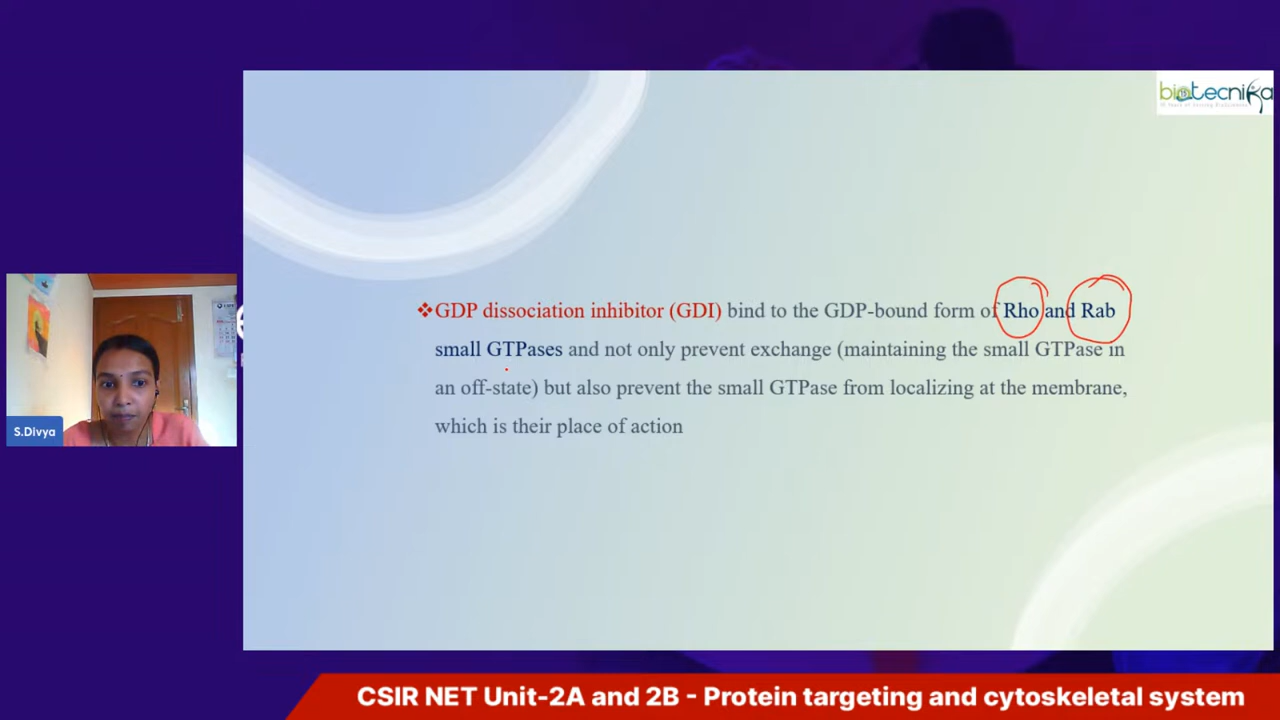 biotecnika
❖GDP dissociation inhibitor (GDI) bind to the GDP-bound form of Rho and Rab
small GTPases and not only prevent exchange (maintaining the small GTPase in
an off-state) but also prevent the small GTPase from localizing at the membrane,
which is their place of action
S.Divya
CSIR NET Unit-2A and 2B - Protein targeting and cytoskeletal system